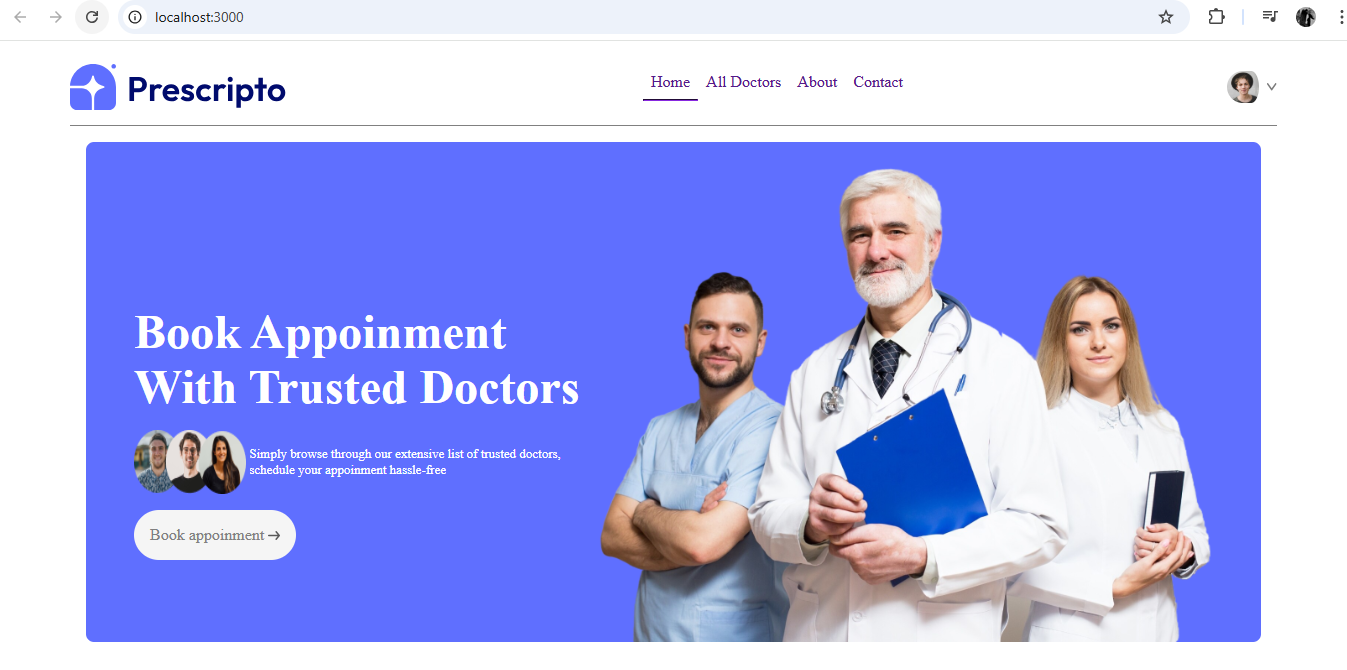 localhost:3000
Prescripto
Home All Doctors About Contact
Book Appoinment
With Trusted Doctors
Simply browse through our extensive list of trusted doctors,
schedule your appoinment hassle-free
Book appoinment →